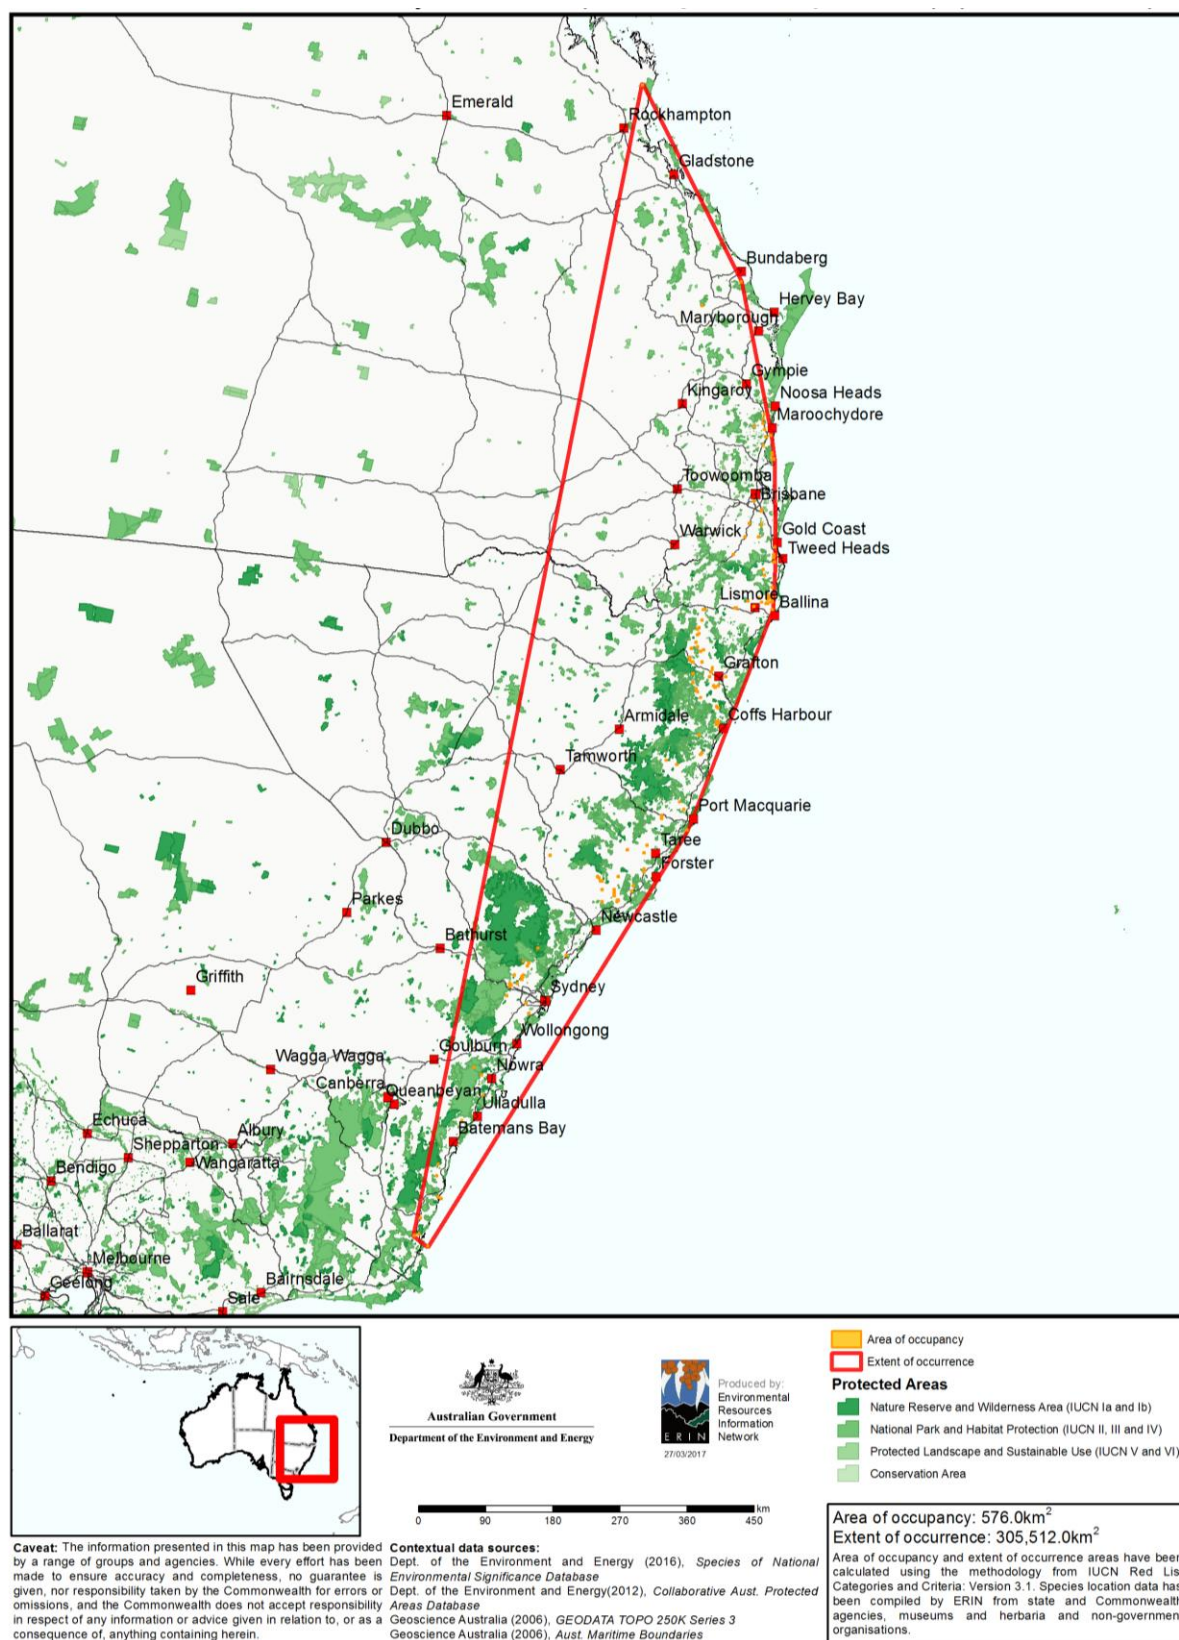 Emerald
Rockhampton
Gladstone
Bundaberg
Hervey Bay
Maryborough
Gympie
Kingaroy
Noosa Heads
Maroochydore
Toowoomba
Brisbane
Warwick
Gold Coast
Tweed Heads
Lismore
Ballina
Grafton
Armidale
Coffs Harbour
Tamworth
Port Macquarie
Dubbo
Taree
Forster
Parkes
Newcastle
Bathurst
Griffith
Sydney
Wollongong
Goulburn
Wagga Wagga
Nowra
Canberra
Queanbeyan
Ulladulla
Echuca
Albury
Batemans Bay
Shepparton
Wangaratta
Bendigo
Ballarat
Melbourne
Geelong
Bairnsdale
Sale
Australian Government
Department of the Environment and Energy
ERIN
27/03/2017
Produced by:
Environmental
Resources
Information
Network
0 90 180 270 360 450 km
Area of occupancy
Extent of occurrence
Protected Areas
Nature Reserve and Wilderness Area (IUCN Ia and Ib)
National Park and Habitat Protection (IUCN II, III and IV)
Protected Landscape and Sustainable Use (IUCN V and VI)
Conservation Area
Caveat: The information presented in this map has been provided
by a range of groups and agencies. While every effort has been
made to ensure accuracy and completeness, no guarantee is
given, nor responsibility taken by the Commonwealth for errors or
omissions, and the Commonwealth does not accept responsibility
in respect of any information or advice given in relation to, or as a
consequence of, anything containing herein.
Contextual data sources:
Dept. of the Environment and Energy (2016), Species of National
Environmental Significance Database
Dept. of the Environment and Energy(2012), Collaborative Aust. Protected
Areas Database
Geoscience Australia (2006), GEODATA TOPO 250K Series 3
Geoscience Australia (2006), Aust. Maritime Boundaries
Area of occupancy: 576.0km²
Extent of occurrence: 305,512.0km²
Area of occupancy and extent of occurrence areas have been
calculated using the methodology from IUCN Red Lis
Categories and Criteria: Version 3.1. Species location data has
been compiled by ERIN from state and Commonwealth
agencies, museums and herbaria and non-government
organisations.